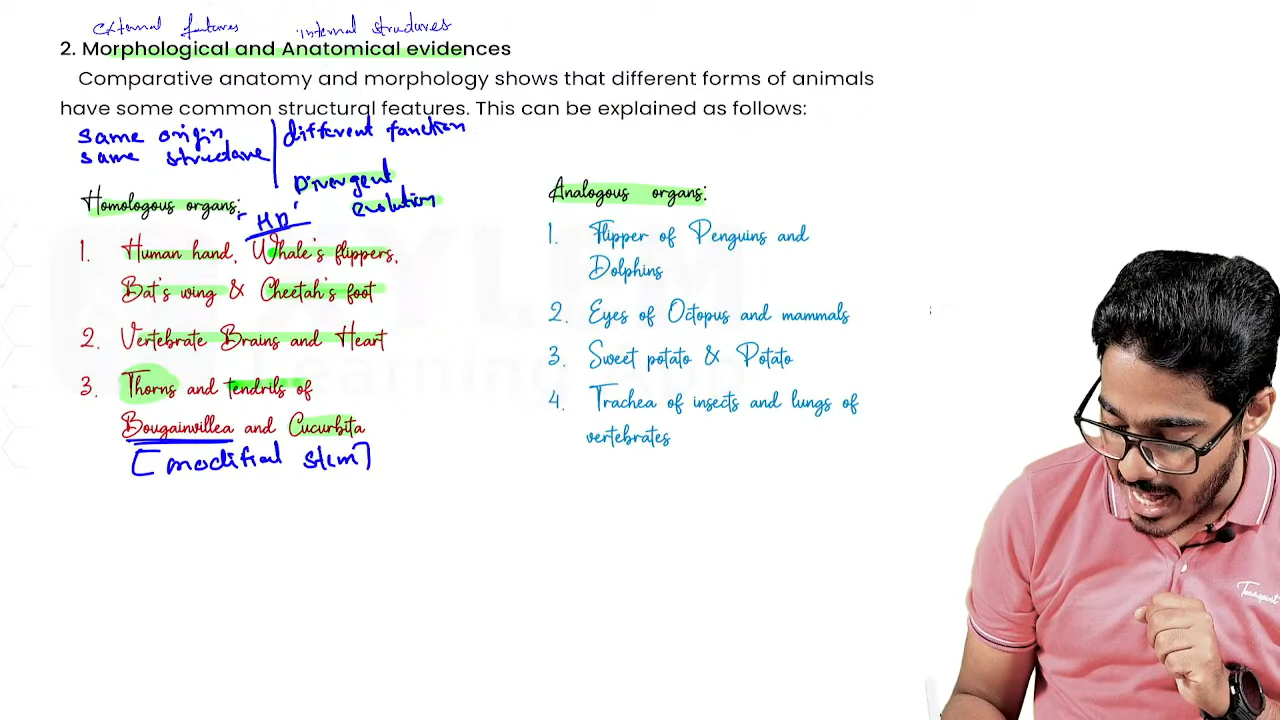 external features internal structures
2. Morphological and Anatomical evidences
Comparative anatomy and morphology shows that different forms of animals
have some common structural features. This can be explained as follows:
same origin
same structure
different function
Divergent
evolution
Homologous organs:
"HD"
1. Human hand, Whale's flippers,
Bat's wing & Cheetah's foot
2. Vertebrate Brains and Heart
3. Thorns and tendrils of
Bougainvillea and Cucurbita
[modified stem]
Analogous organs:
1. Flipper of Penguins and
Dolphins
2. Eyes of Octopus and mammals
3. Sweet potato & Potato
4. Trachea of insects and lungs of
vertebrates
XYLEM
Learning